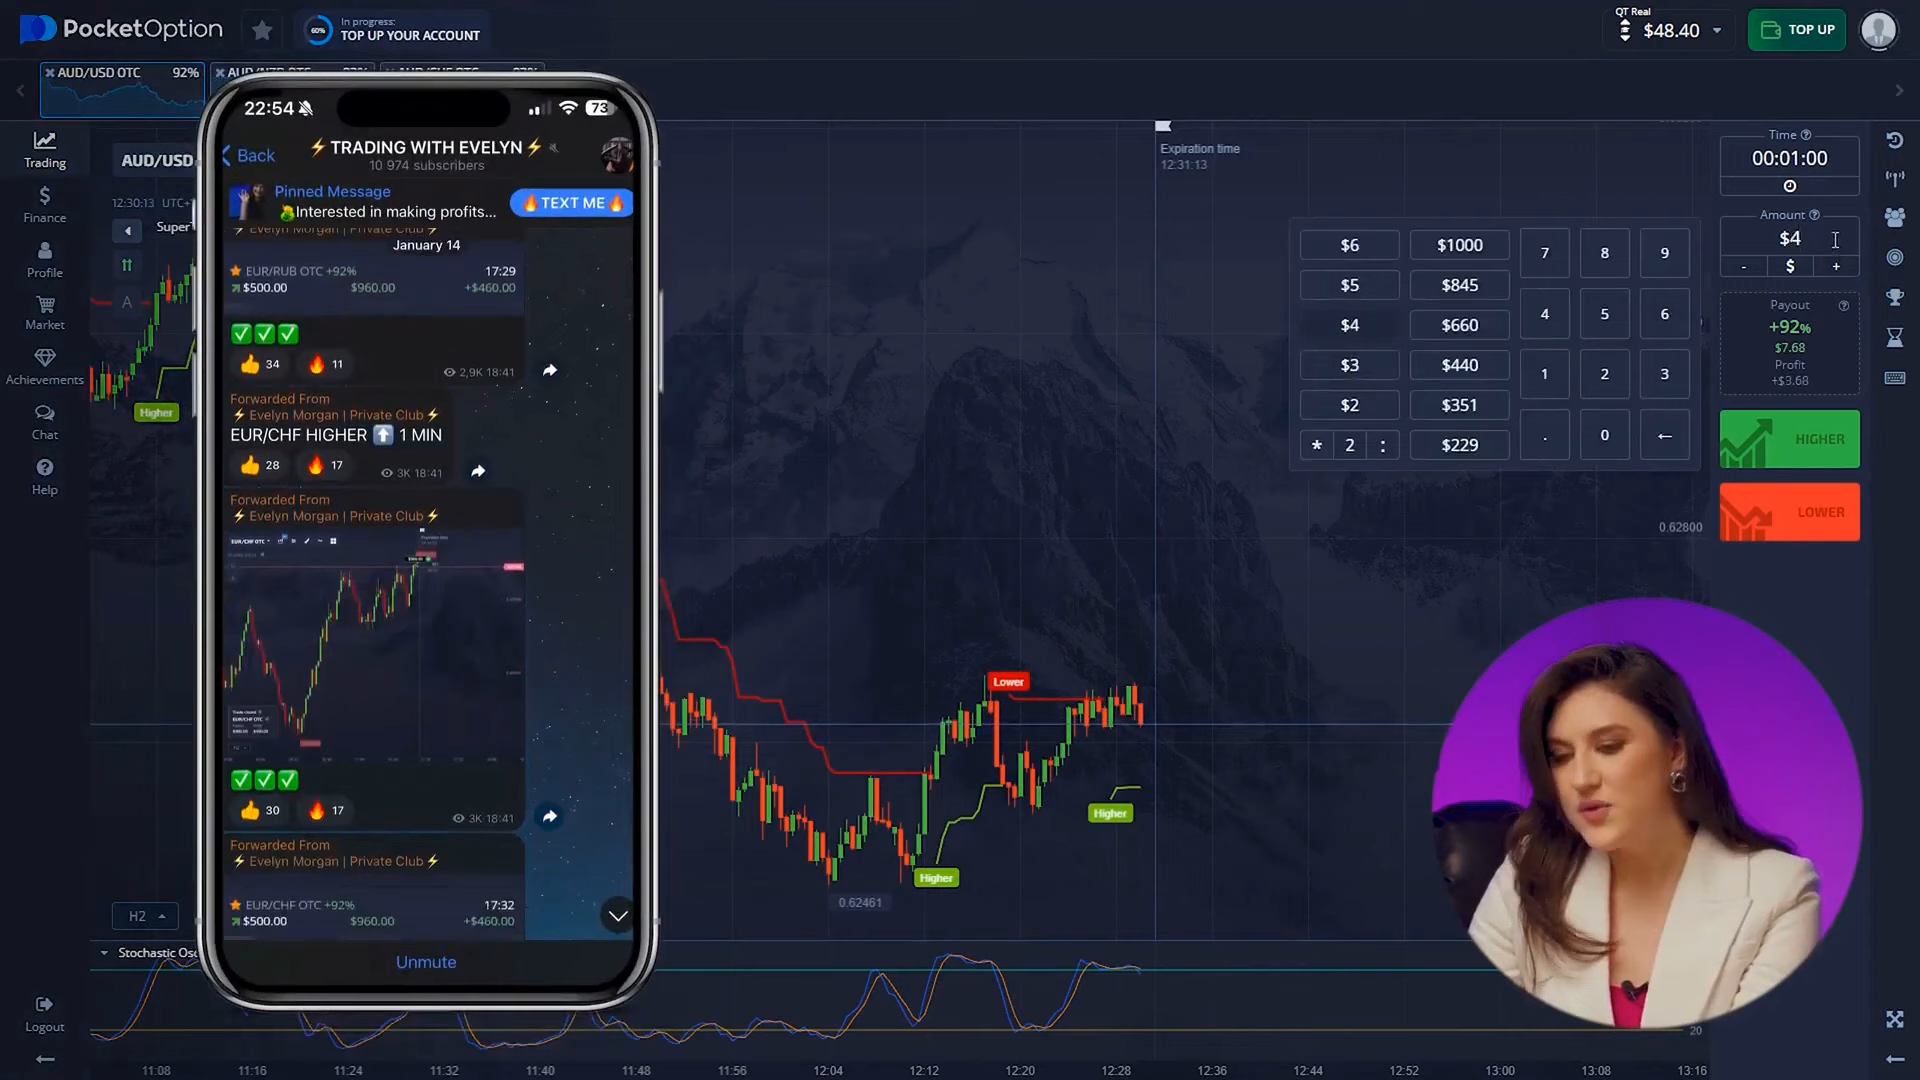 PocketOption
60%
In progress:
TOP UP YOUR ACCOUNT
QT Real
$48.40
TOP UP
AUD/USD OTC 92%
Trading
Finance
Profile
Market
Achievements
Chat
Help
Logout
AUD/USD
12:30:13 UTC+
Super
A
Higher
H2
Stochastic Osc
22:54
73
Back
⚡ TRADING WITH EVELYN ⚡
10 974 subscribers
Pinned Message
Interested in making profits...
🔥TEXT ME🔥
⚡ Evelyn Morgan | Private Club ⚡
January 14
EUR/RUB OTC +92% 17:29
$500.00 $960.00 +$460.00
✅✅✅
👍 34 🔥 11 2,9K 18:41
Forwarded From
⚡ Evelyn Morgan | Private Club ⚡
EUR/CHF HIGHER ⬆️ 1 MIN
👍 28 🔥 17 3K 18:41
Forwarded From
⚡ Evelyn Morgan | Private Club ⚡
EUR/CHF OTC
✅✅✅
👍 30 🔥 17 3K 18:41
Forwarded From
⚡ Evelyn Morgan | Private Club ⚡
EUR/CHF OTC +92% 17:32
$500.00 $960.00 +$460.00
Unmute
Expiration time
12:31:13
Lower
Higher
Higher
0.62461
0.62800
20
$6 $1000 7 8 9
$5 $845
$4 $660 4 5 6
$3 $440 1 2 3
$2 $351
* 2 : $229 . 0 ←
Time
00:01:00
Amount
$4
- $ +
Payout
+92%
$7.68
Profit
+$3.68
HIGHER
LOWER
11:08 11:16 11:24 11:32 11:40 11:48 11:56 12:04 12:12 12:20 12:28 12:36 12:44 12:52 13:00 13:08 13:16